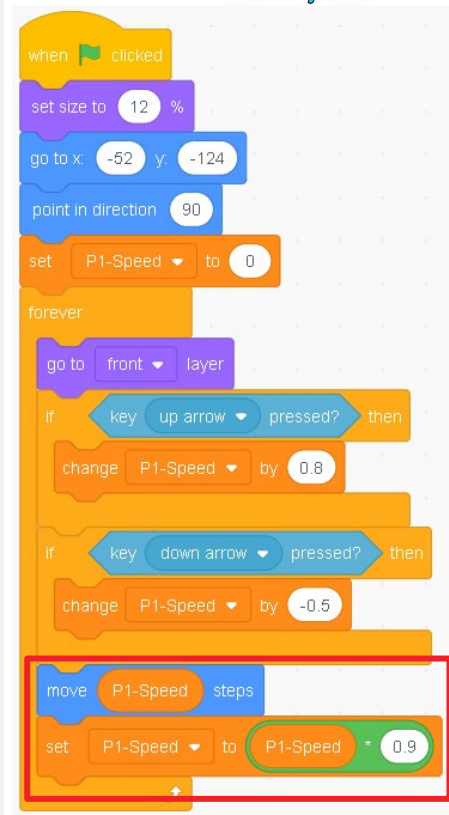 when clicked
set size to 12 %
go to x: -52 y: -124
point in direction 90
set P1-Speed to 0
forever
go to front layer
if key up arrow pressed? then
change P1-Speed by 0.8
if key down arrow pressed? then
change P1-Speed by -0.5
move P1-Speed steps
set P1-Speed to P1-Speed * 0.9